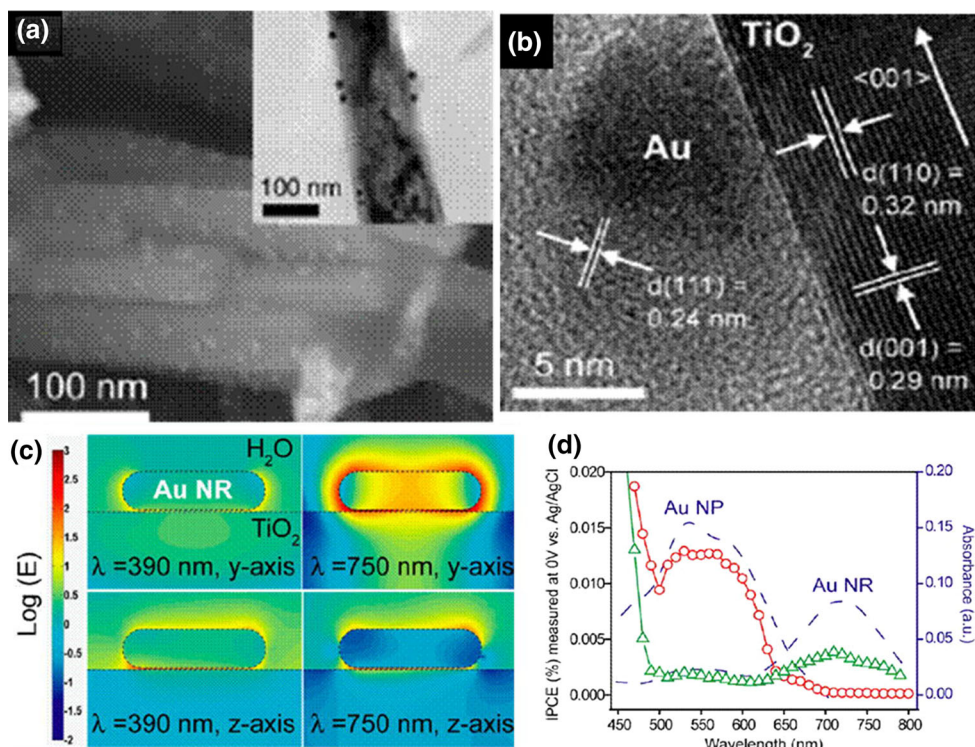 (a)
100 nm
100 nm
(b)
TiO2
<001>
Au
d(110) =
0.32 nm
d(111) =
0.24 nm
d(001) =
0.29 nm
5 nm
(c)
Log (E)
3
2.5
2
1.5
1
0.5
0
-0.5
-1
-1.5
-2
H2O
Au NR
TiO2
λ =390 nm, y-axis
λ =750 nm, y-axis
λ =390 nm, z-axis
λ =750 nm, z-axis
(d)
IPCE (%) measured at 0V vs. Ag/AgCl
0.020
0.015
0.010
0.005
0.000
Au NP
Au NR
0.20
0.15
0.10
0.05
0.00
Absorbance (a.u.)
450 500 550 600 650 700 750 800
Wavelength (nm)